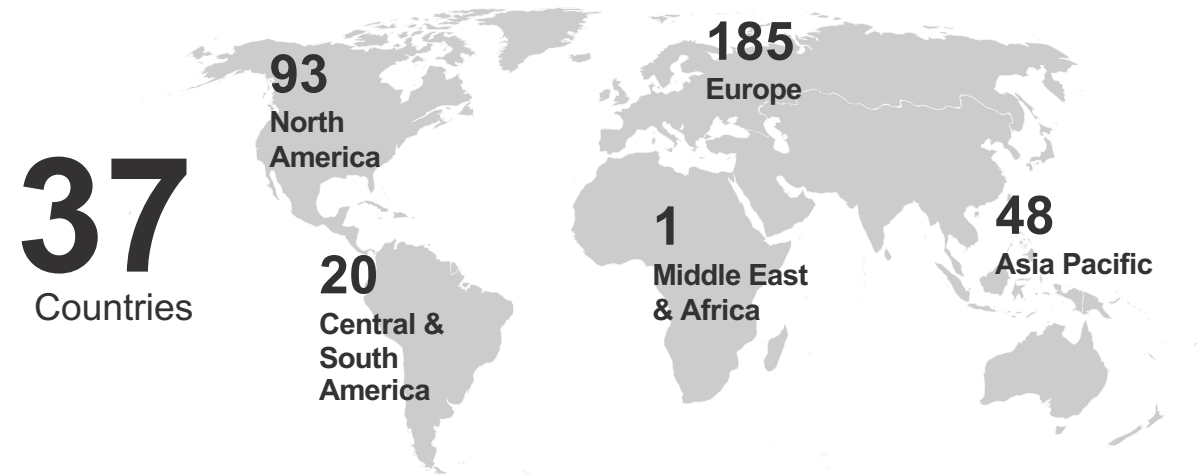 37
Countries
93
North
America
185
Europe
20
Central &
South
America
1
Middle East
& Africa
48
Asia Pacific